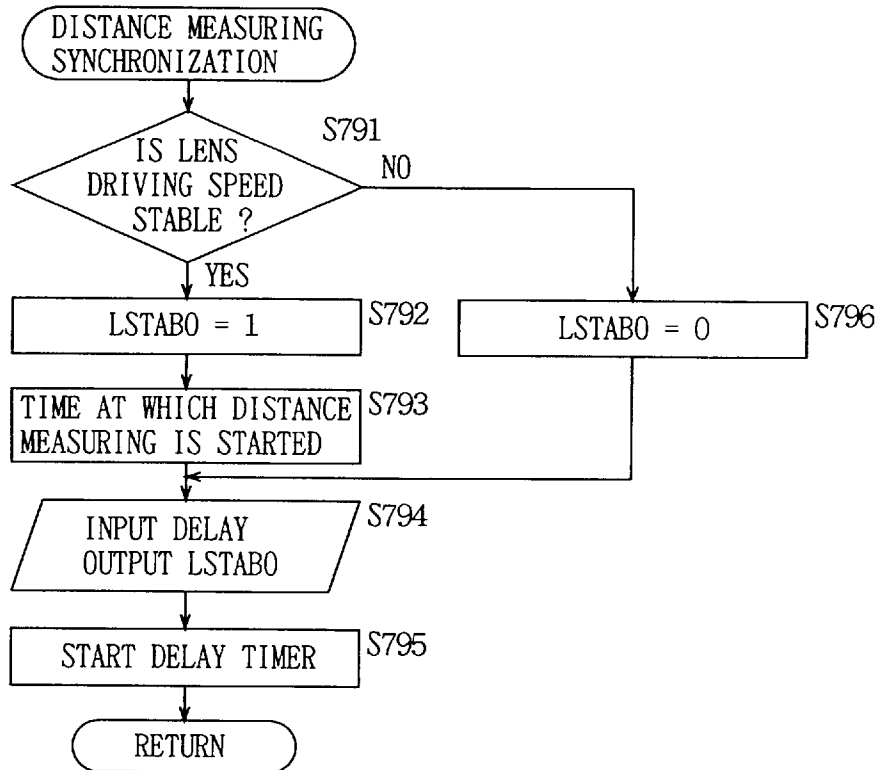 DISTANCE MEASURING
SYNCHRONIZATION
S791
IS LENS
DRIVING SPEED
STABLE ?
NO
YES
LSTAB0 = 1
S792
LSTAB0 = 0
S796
TIME AT WHICH DISTANCE
MEASURING IS STARTED
S793
INPUT DELAY
OUTPUT LSTAB0
S794
START DELAY TIMER
S795
RETURN